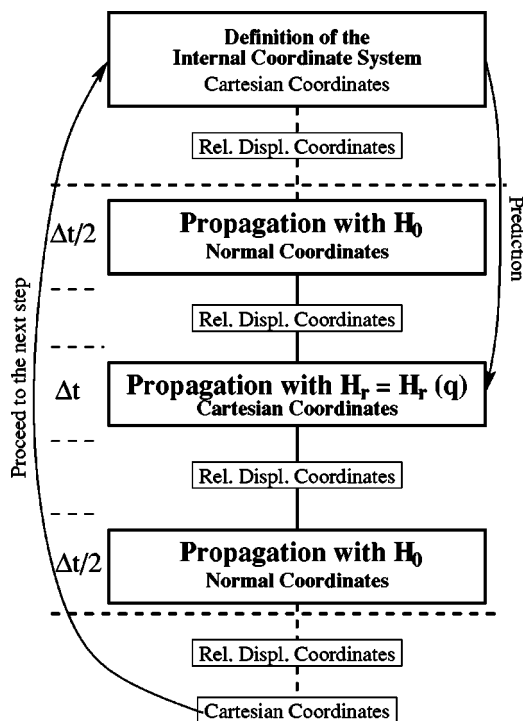 Definition of the
Internal Coordinate System
Cartesian Coordinates
Rel. Displ. Coordinates
Prediction
Δt/2
Propagation with H₀
Normal Coordinates
Rel. Displ. Coordinates
Proceed to the next step
Δt
Propagation with Hᵣ = Hᵣ (q)
Cartesian Coordinates
Rel. Displ. Coordinates
Δt/2
Propagation with H₀
Normal Coordinates
Rel. Displ. Coordinates
Cartesian Coordinates